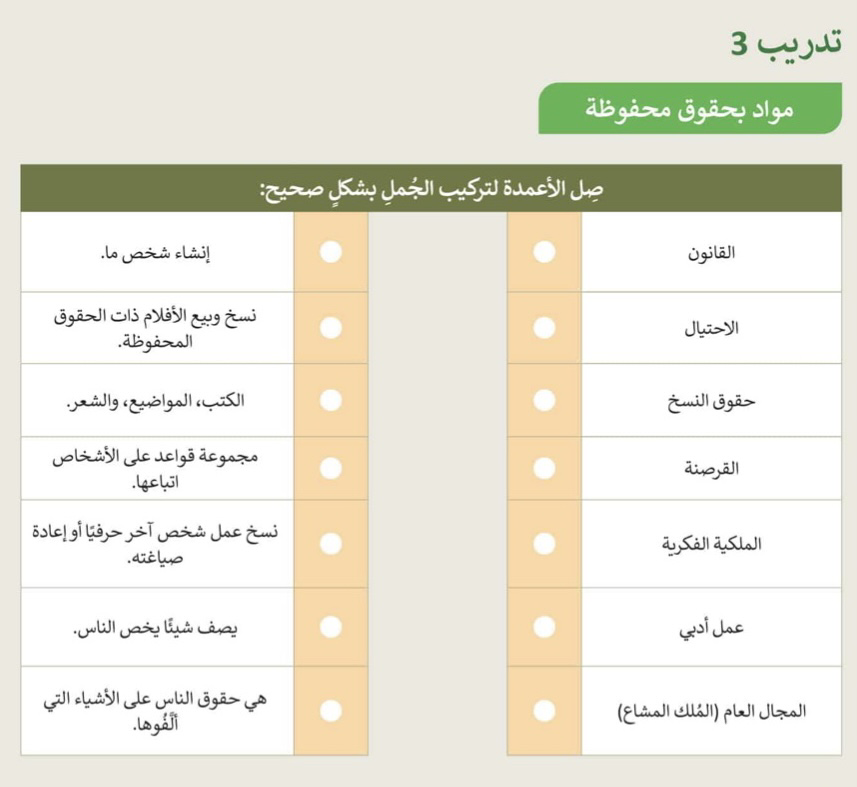 تدريب 3
مواد بحقوق محفوظة
صِل الأعمدة لتركيب الجُملِ بشكلٍ صحيح:
القانون
إنشاء شخص ما.
الاحتيال
نسخ وبيع الأفلام ذات الحقوق
المحفوظة.
حقوق النسخ
الكتب، المواضيع، والشعر.
القرصنة
مجموعة قواعد على الأشخاص
اتباعها.
الملكية الفكرية
نسخ عمل شخص آخر حرفيًا أو إعادة
صياغته.
عمل أدبي
يصف شيئًا يخص الناس.
المجال العام (المُلك المشاع)
هي حقوق الناس على الأشياء التي
ألَّفُوها.